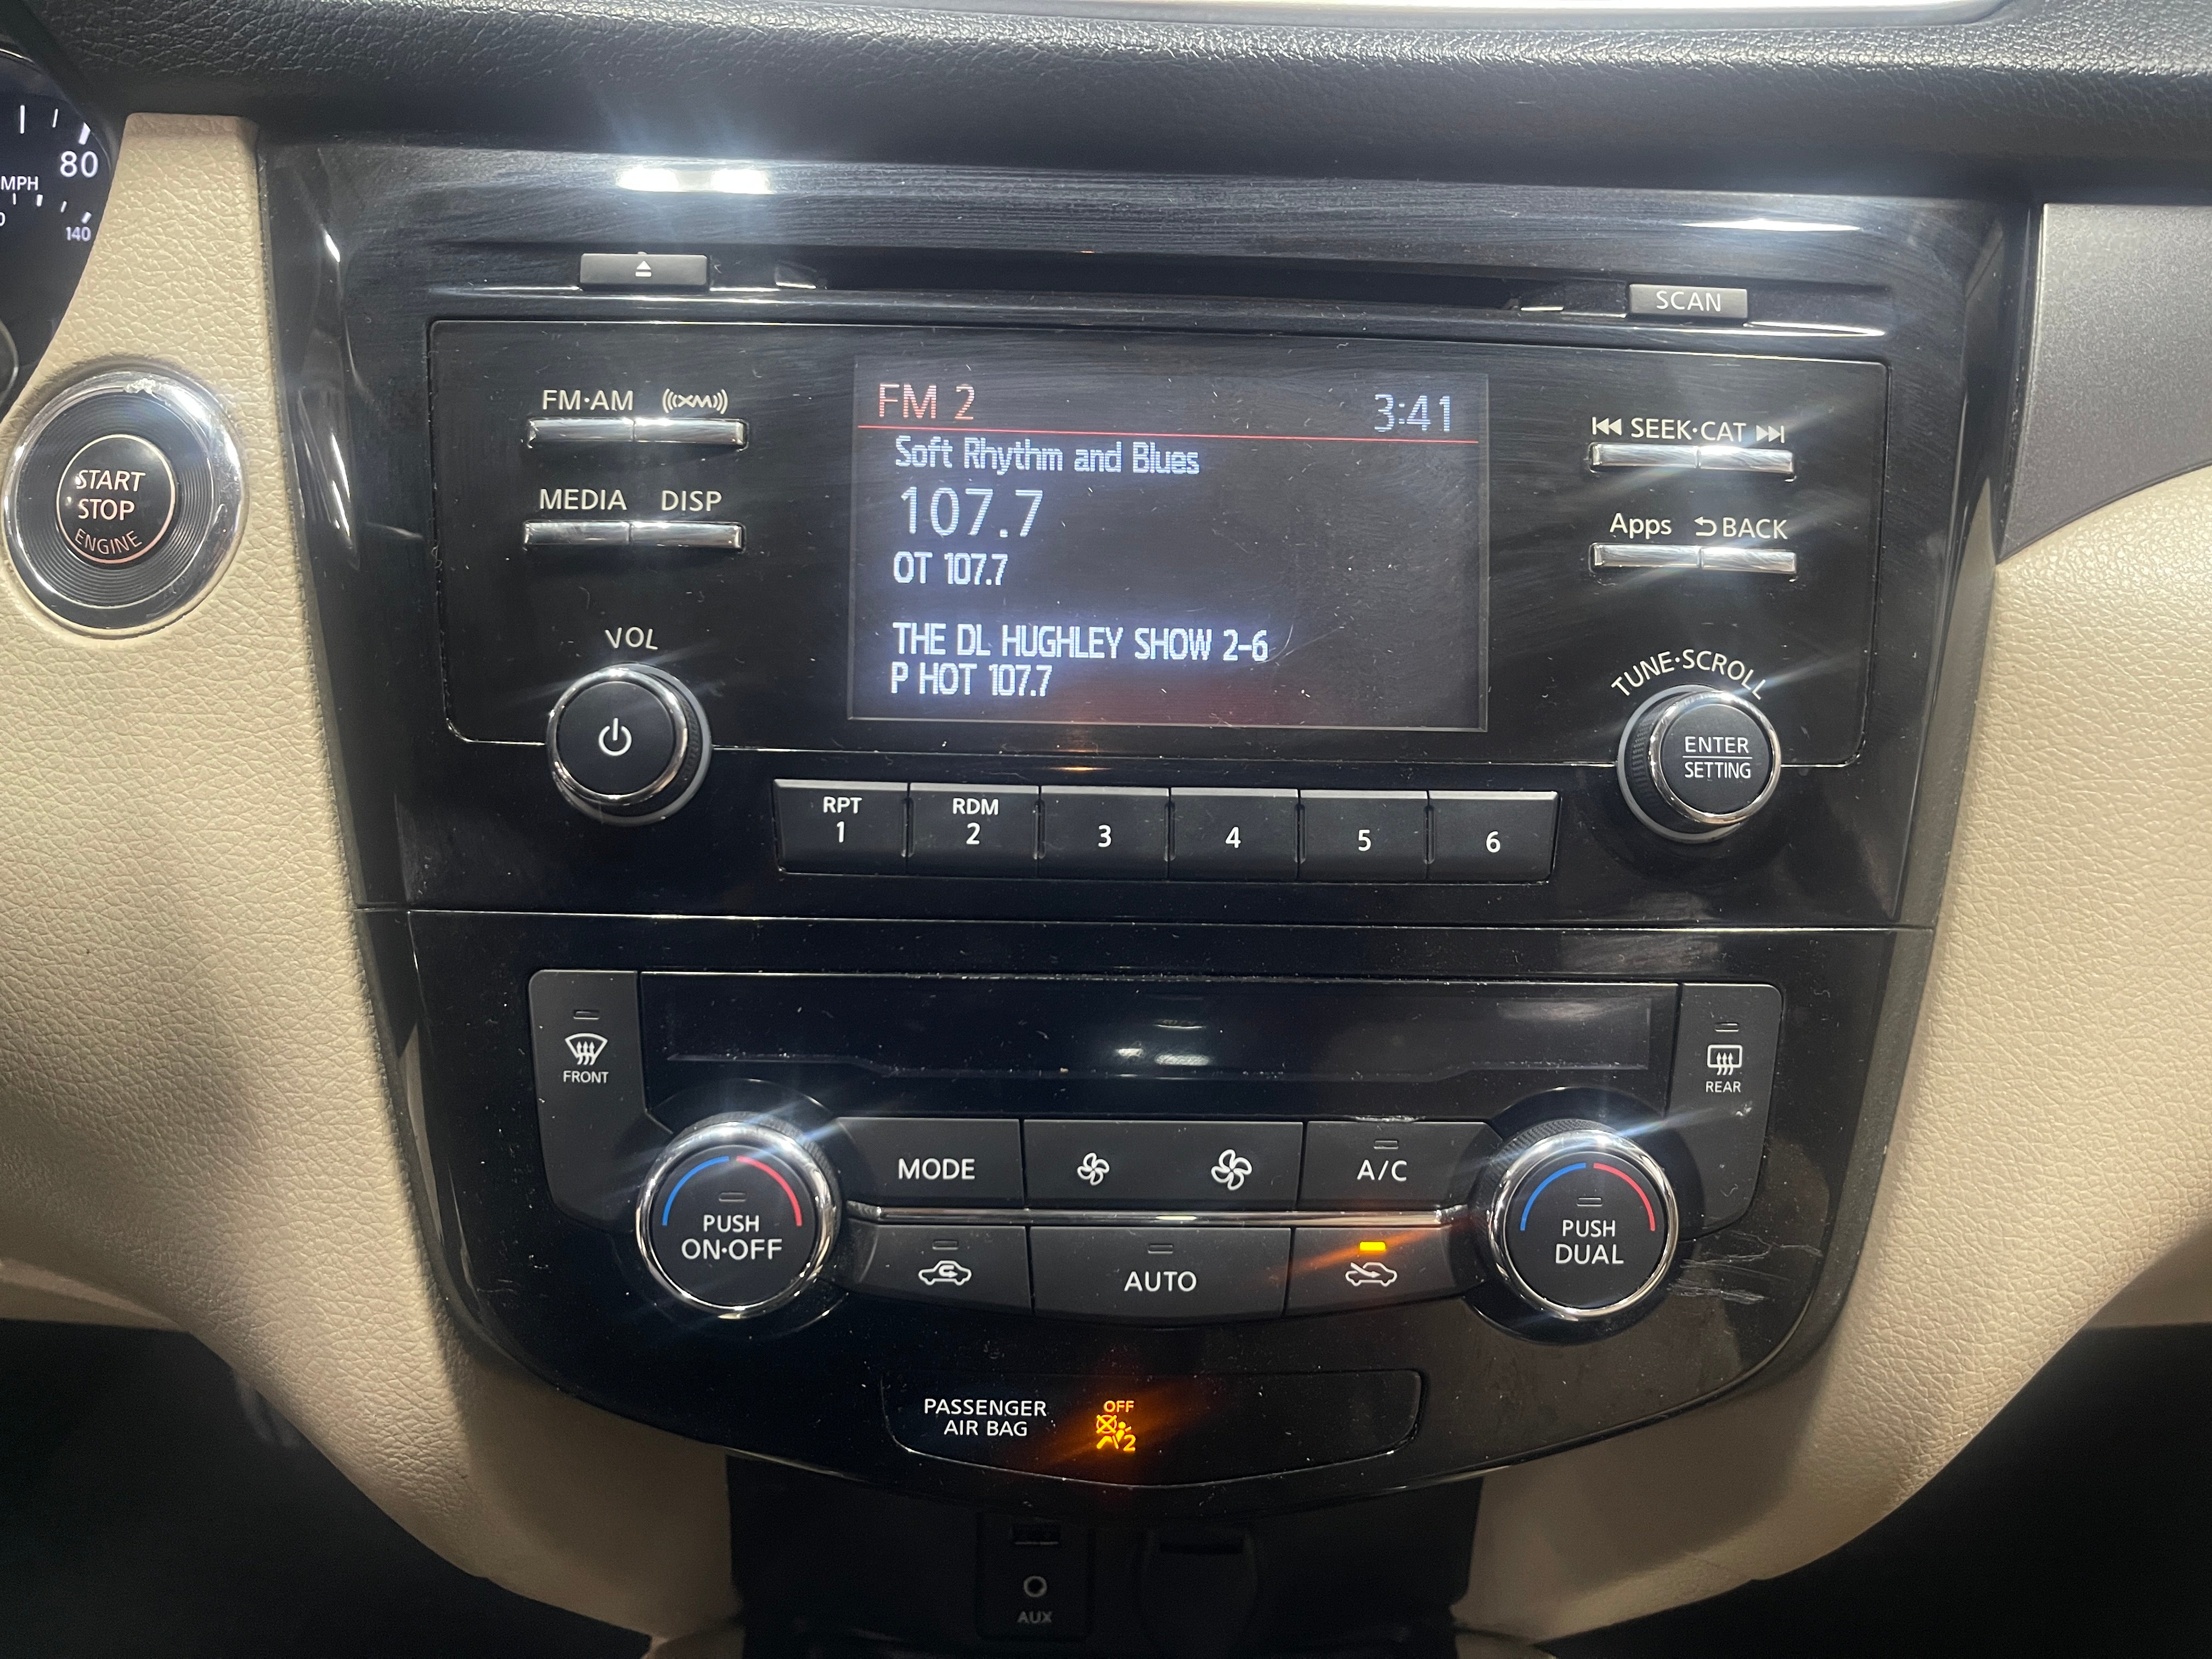 80
MPH
140
SCAN
FM·AM XM
FM 2 3:41
SEEK·CAT
Soft Rhythm and Blues
START
STOP
ENGINE
MEDIA DISP
107.7
Apps BACK
OT 107.7
VOL
THE DL HUGHLEY SHOW 2-6
P HOT 107.7
TUNE·SCROLL
ENTER
SETTING
RPT
1
RDM
2
3
4
5
6
FRONT
REAR
MODE
A/C
PUSH
ON·OFF
AUTO
PUSH
DUAL
PASSENGER
AIR BAG
OFF
2
AUX